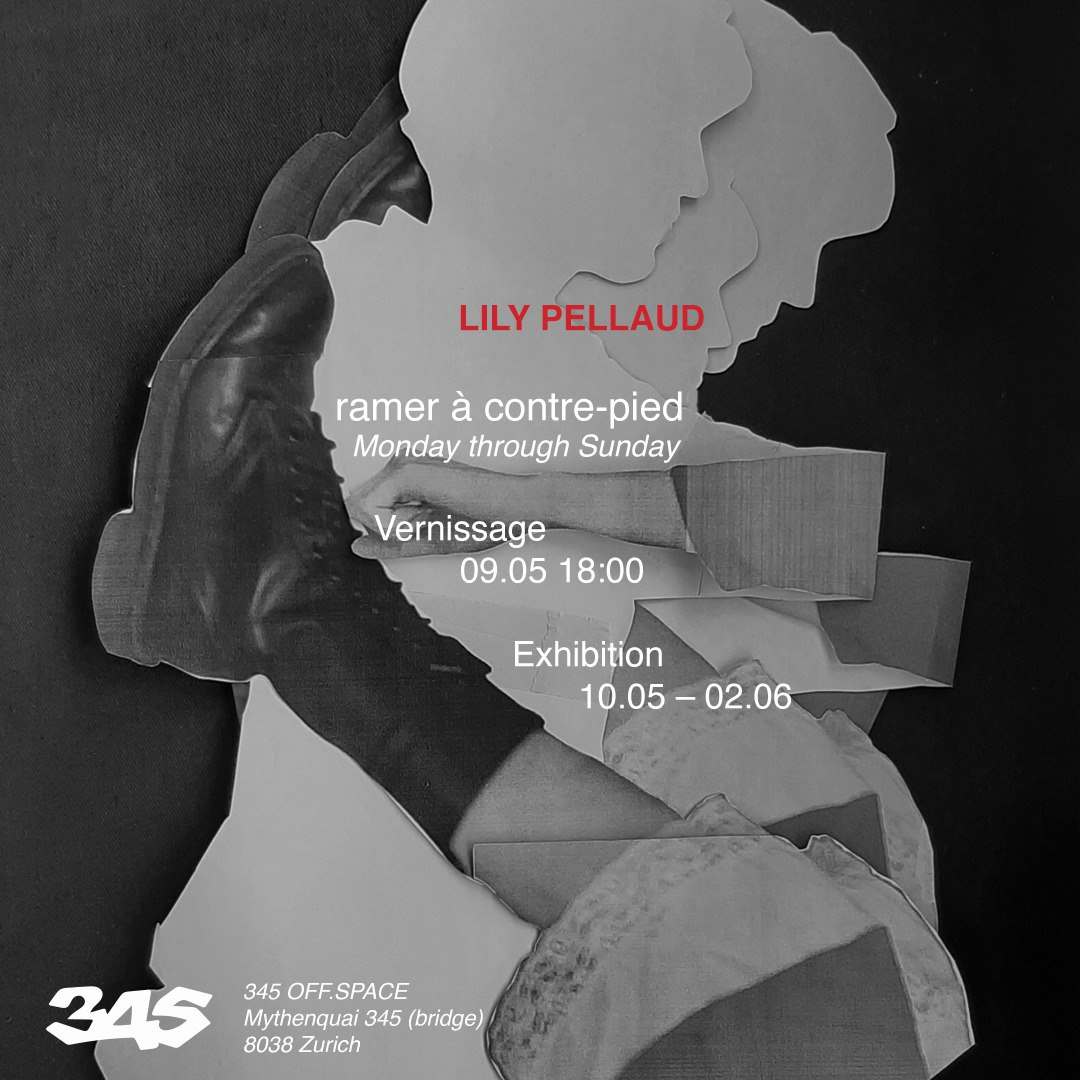 LILY PELLAUD
ramer à contre-pied
Monday through Sunday
Vernissage
09.05 18:00
Exhibition
10.05 – 02.06
345
345 OFF.SPACE
Mythenquai 345 (bridge)
8038 Zurich